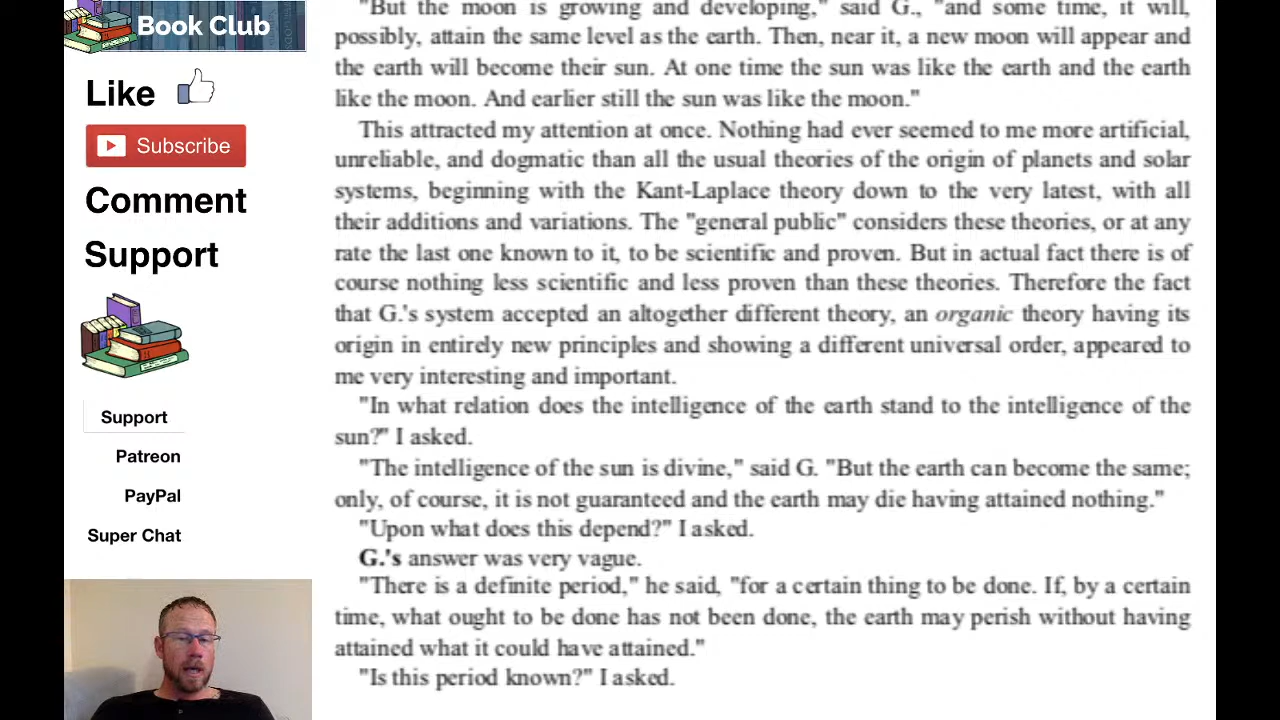 Book Club
Like
Subscribe
Comment
Support
Support
Patreon
PayPal
Super Chat
"But the moon is growing and developing," said G., "and some time, it will,
possibly, attain the same level as the earth. Then, near it, a new moon will appear and
the earth will become their sun. At one time the sun was like the earth and the earth
like the moon. And earlier still the sun was like the moon."
This attracted my attention at once. Nothing had ever seemed to me more artificial,
unreliable, and dogmatic than all the usual theories of the origin of planets and solar
systems, beginning with the Kant-Laplace theory down to the very latest, with all
their additions and variations. The "general public" considers these theories, or at any
rate the last one known to it, to be scientific and proven. But in actual fact there is of
course nothing less scientific and less proven than these theories. Therefore the fact
that G.'s system accepted an altogether different theory, an organic theory having its
origin in entirely new principles and showing a different universal order, appeared to
me very interesting and important.
"In what relation does the intelligence of the earth stand to the intelligence of the
sun?" I asked.
"The intelligence of the sun is divine," said G. "But the earth can become the same;
only, of course, it is not guaranteed and the earth may die having attained nothing."
"Upon what does this depend?" I asked.
G.'s answer was very vague.
"There is a definite period," he said, "for a certain thing to be done. If, by a certain
time, what ought to be done has not been done, the earth may perish without having
attained what it could have attained."
"Is this period known?" I asked.